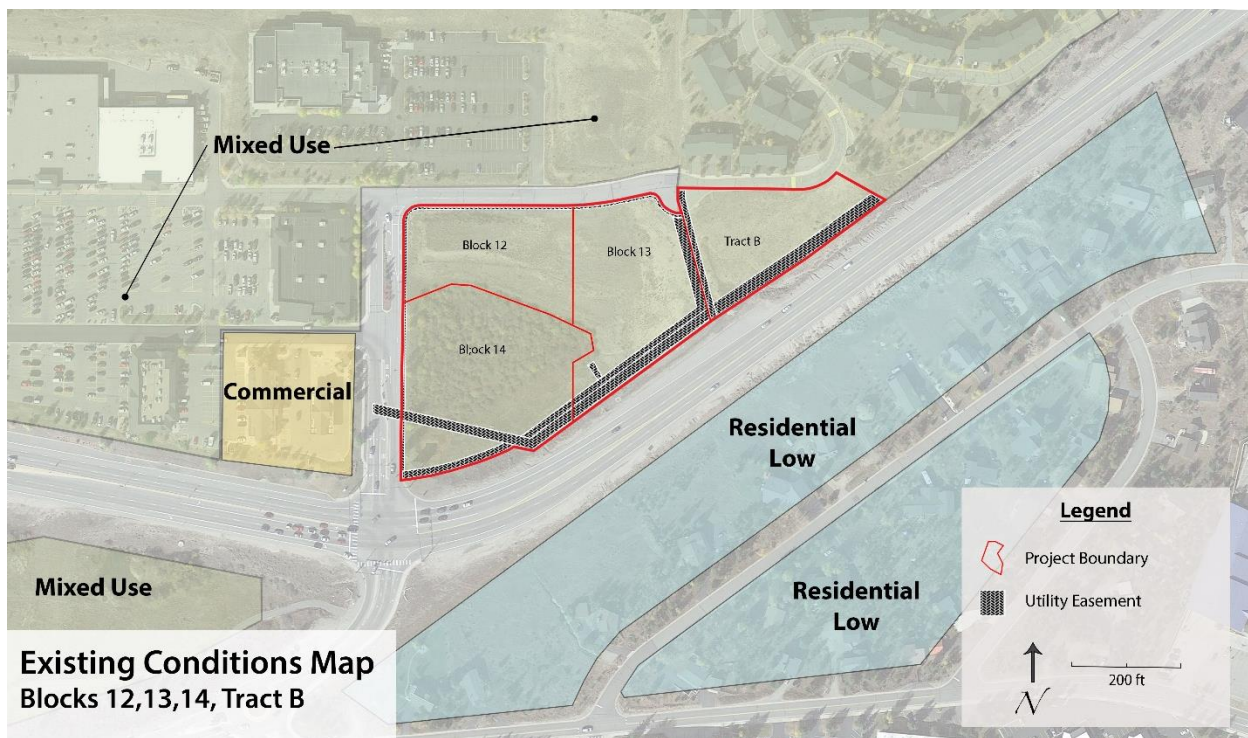 Mixed Use
Block 12
Block 13
Tract B
Bl;ock 14
Commercial
Residential
Low
Residential
Low
Mixed Use
Legend
Project Boundary
Utility Easement
N
200 ft
Existing Conditions Map
Blocks 12,13,14, Tract B